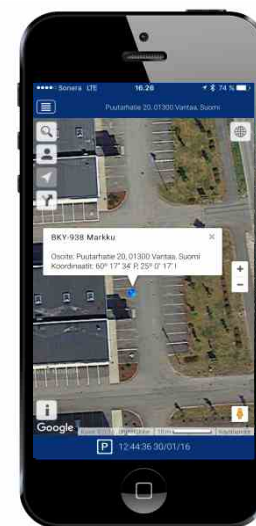 Sonera LTE 16.28 74 %
Puutarhatie 20, 01300 Vantaa, Suomi
BKY-938 Markku ×
Osoite: Puutarhatie 20, 01300 Vantaa, Suomi
Koordinaatit: 60° 17' 34' P, 25° 0' 17' I
+
−
i
Google
P 12:44:36 30/01/16